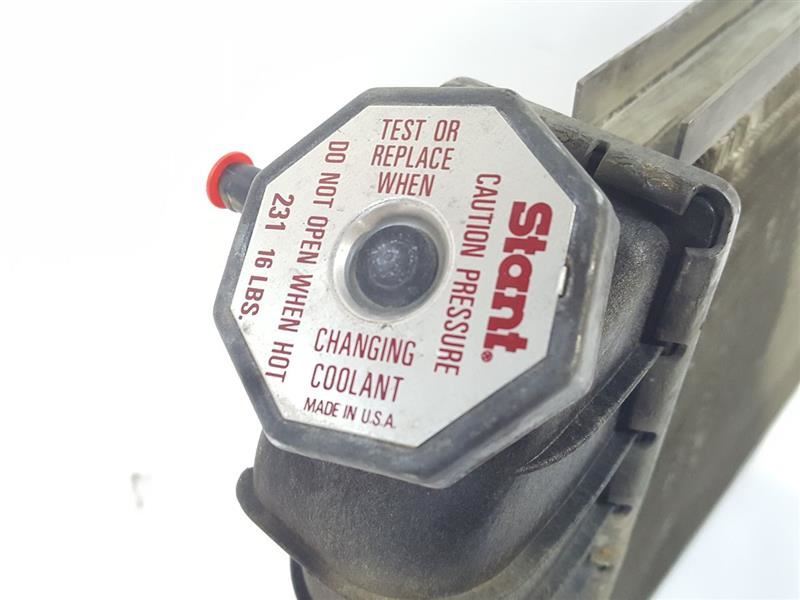 TEST OR
REPLACE
WHEN
Stant®
CAUTION PRESSURE
DO NOT OPEN WHEN HOT
231 16 LBS.
CHANGING
COOLANT
MADE IN U.S.A.